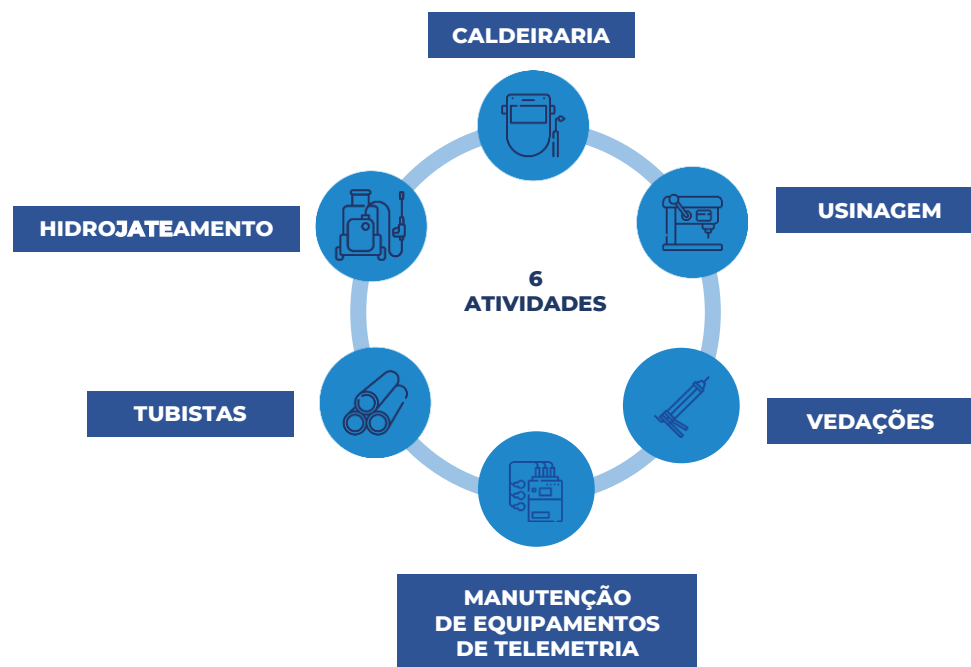 CALDEIRARIA
HIDROJATEAMENTO
USINAGEM
6
ATIVIDADES
TUBISTAS
VEDAÇÕES
MANUTENÇÃO
DE EQUIPAMENTOS
DE TELEMETRIA